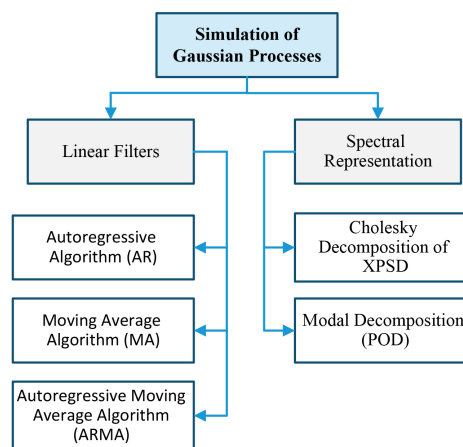 Simulation of
Gaussian Processes
Linear Filters
Spectral
Representation
Autoregressive
Algorithm (AR)
Cholesky
Decomposition of
XPSD
Moving Average
Algorithm (MA)
Modal Decomposition
(POD)
Autoregressive Moving
Average Algorithm
(ARMA)